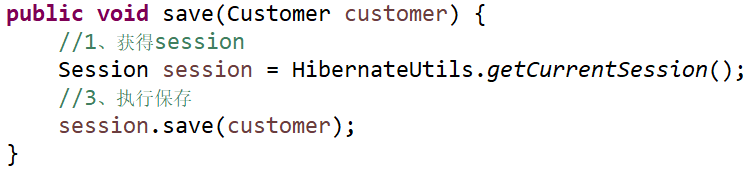 public void save(Customer customer) {
//1、获得session
Session session = HibernateUtils.getCurrentSession();
//3、执行保存
session.save(customer);
}